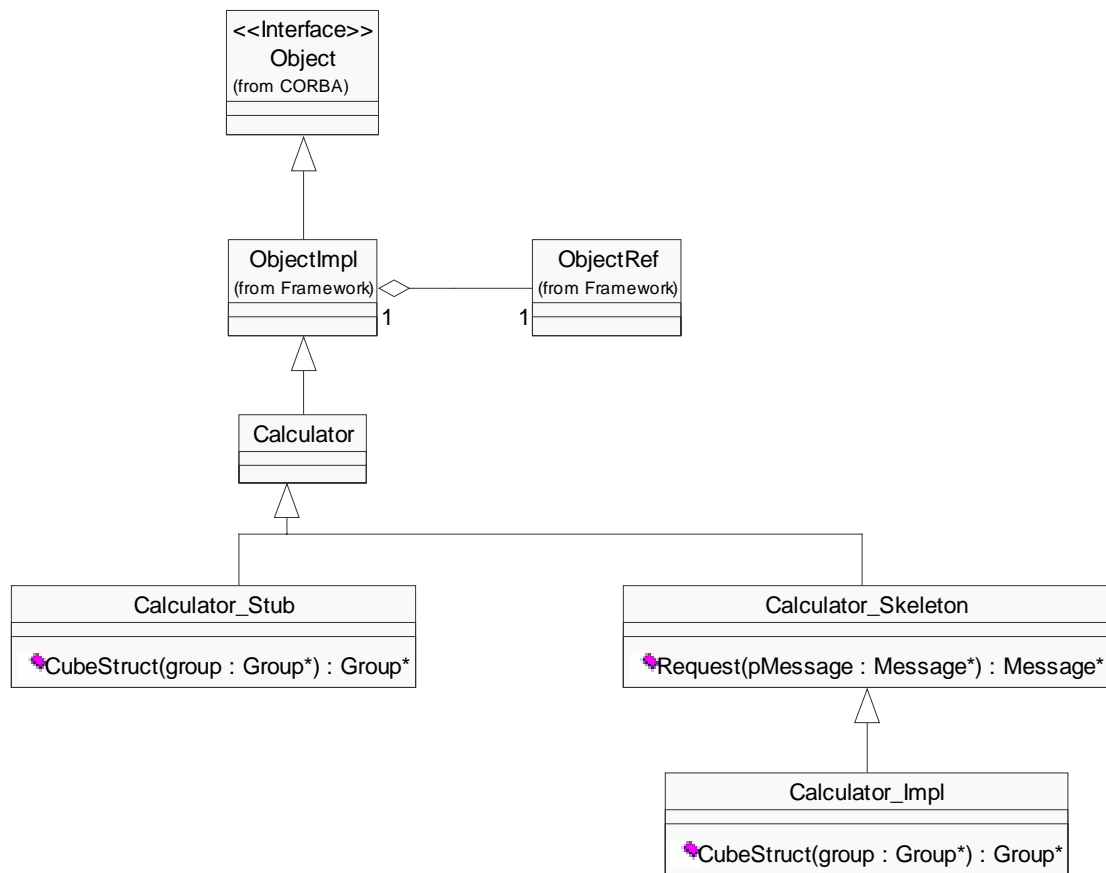 <<Interface>>
Object
(from CORBA)
ObjectImpl
(from Framework)
ObjectRef
(from Framework)
1
1
Calculator
Calculator_Stub
CubeStruct(group : Group*) : Group*
Calculator_Skeleton
Request(pMessage : Message*) : Message*
Calculator_Impl
CubeStruct(group : Group*) : Group*